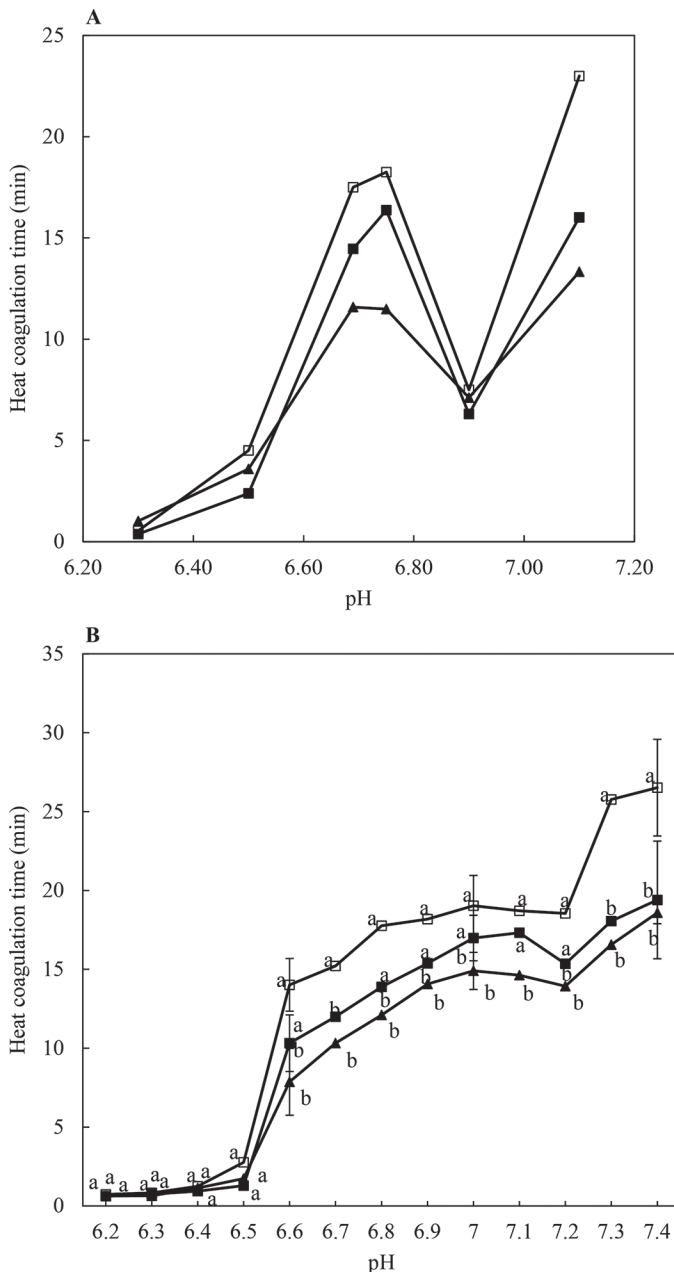 A
25
20
15
10
5
0
Heat coagulation time (min)
6.20 6.40 6.60 6.80 7.00 7.20
pH
B
35
30
25
20
15
10
5
0
Heat coagulation time (min)
a a a a a a a a a a a a
a a b b
a b b
a a b b
a a b b
a a b b
a a b
a a b b
a b b
a b b
6.2 6.3 6.4 6.5 6.6 6.7 6.8 6.9 7 7.1 7.2 7.3 7.4
pH